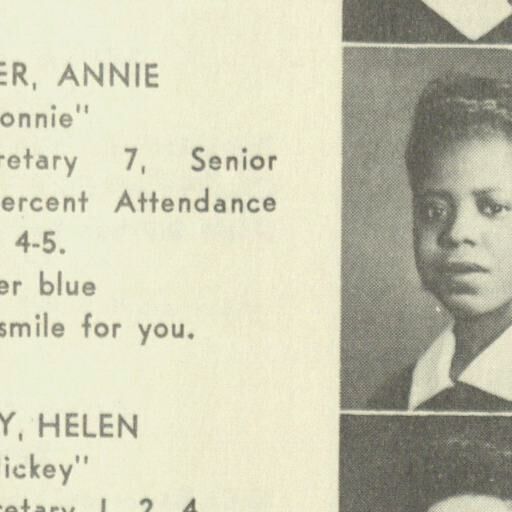 ER, ANNIE
onnie"
retary 7, Senior
ercent Attendance
4-5.
er blue
smile for you.
Y, HELEN
ickey"
retary 1, 2, 4